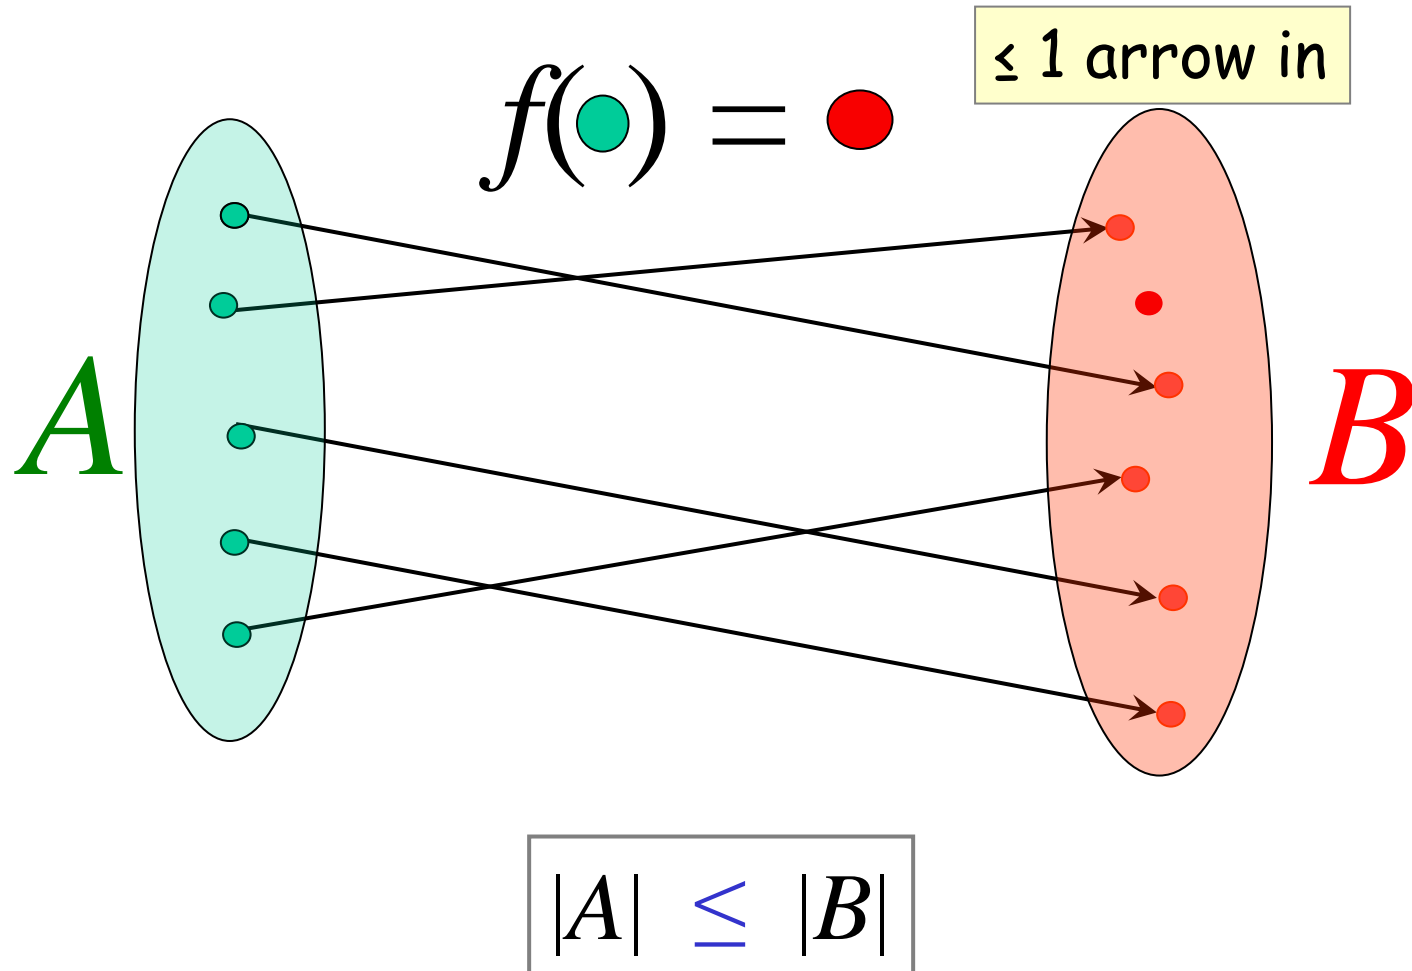 ≤ 1 arrow in
f( ) =
A
B
|A| ≤ |B|